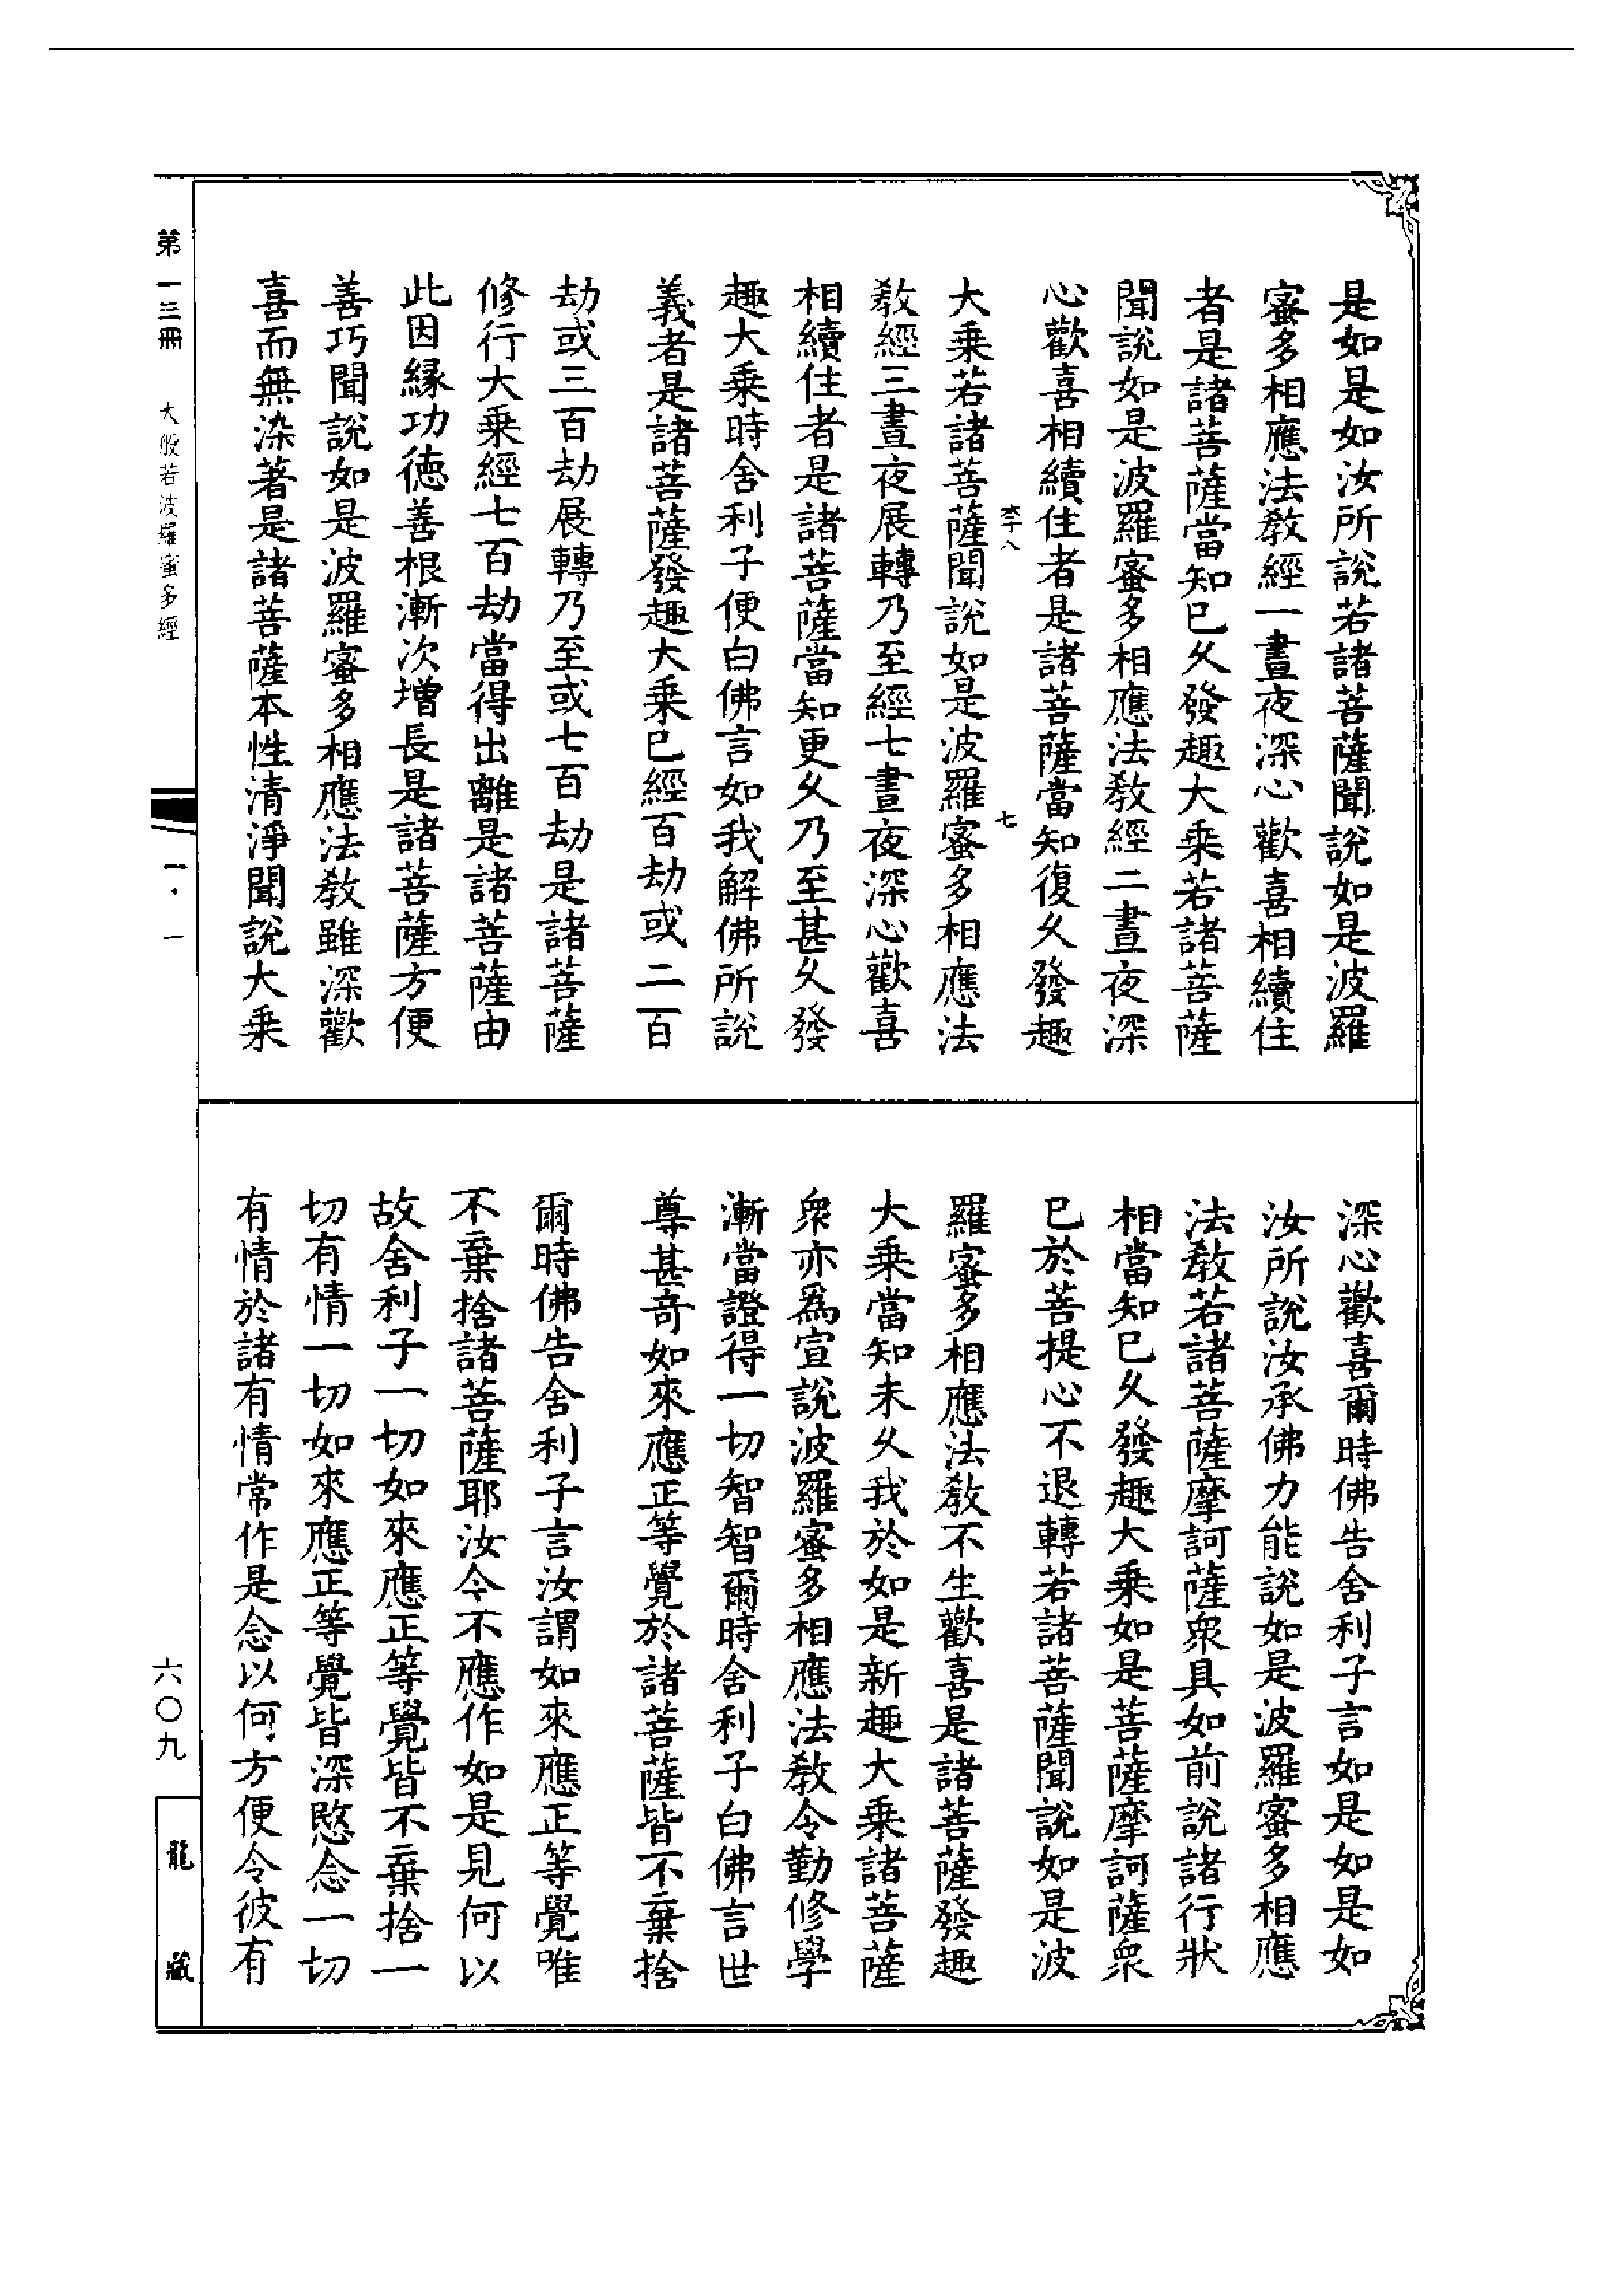 是如是如汝所說若諸菩薩聞說如是波羅
蜜多相應法教經一晝夜深心歡喜相續住
者是諸菩薩當知已久發趣大乘若諸菩薩
聞說如是波羅蜜多相應法教經二晝夜深
心歡喜相續住者是諸菩薩當知復久發趣
七
大乘若諸菩薩聞說如是波羅蜜多相應法
教經三晝夜展轉乃至經七晝夜深心歡喜
相續住者是諸菩薩當知更久乃至甚久發
趣大乘時舍利子便白佛言如我解佛所說
義者是諸菩薩發趣大乘已經百劫或二百
劫或三百劫展轉乃至或七百劫是諸菩薩
修行大乘經七百劫當得出離是諸菩薩由
此因緣功德善根漸次增長是諸菩薩方便
善巧聞說如是波羅蜜多相應法教雖深歡
喜而無染著是諸菩薩本性清淨聞說大乘
深心歡喜爾時佛告舍利子言如是如是如
汝所說汝承佛力能說如是波羅蜜多相應
法教若諸菩薩摩訶薩眾具如前說諸行狀
相當知已久發趣大乘如是菩薩摩訶薩眾
已於菩提心不退轉若諸菩薩聞說如是波
羅蜜多相應法教不生歡喜是諸菩薩發趣
大乘當知未久我於如是新趣大乘諸菩薩
眾亦為宣說波羅蜜多相應法教令勤修學
漸當證得一切智智爾時舍利子白佛言世
尊甚奇如來應正等覺於諸菩薩皆不棄捨
爾時佛告舍利子言汝謂如來應正等覺唯
不棄捨諸菩薩耶汝今不應作如是見何以
故舍利子一切如來應正等覺皆不棄捨一
切有情一切如來應正等覺皆深愍念一切
有情於諸有情常作是念以何方便令彼有
第一三冊 大般若波羅蜜多經
一·一
六〇九
龍藏